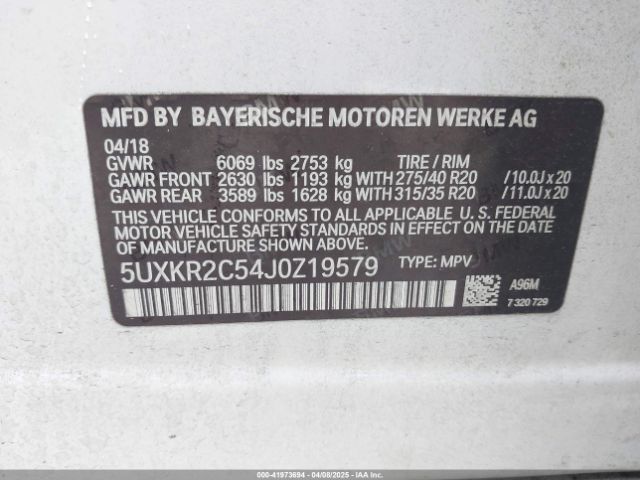 MFD BY BAYERISCHE MOTOREN WERKE AG
04/18
GVWR 6069 lbs 2753 kg TIRE / RIM
GAWR FRONT 2630 lbs 1193 kg WITH 275/40 R20 /10.0J x 20
GAWR REAR 3589 lbs 1628 kg WITH 315/35 R20 /11.0J x 20
THIS VEHICLE CONFORMS TO ALL APPLICABLE U. S. FEDERAL
MOTOR VEHICLE SAFETY STANDARDS IN EFFECT ON THE
DATE OF MANUFACTURE SHOWN ABOVE.
5UXKR2C54J0Z19579 TYPE: MPV
A96M
7 320 729
000-41973694 | 04/08/2025 | IAAI.COM